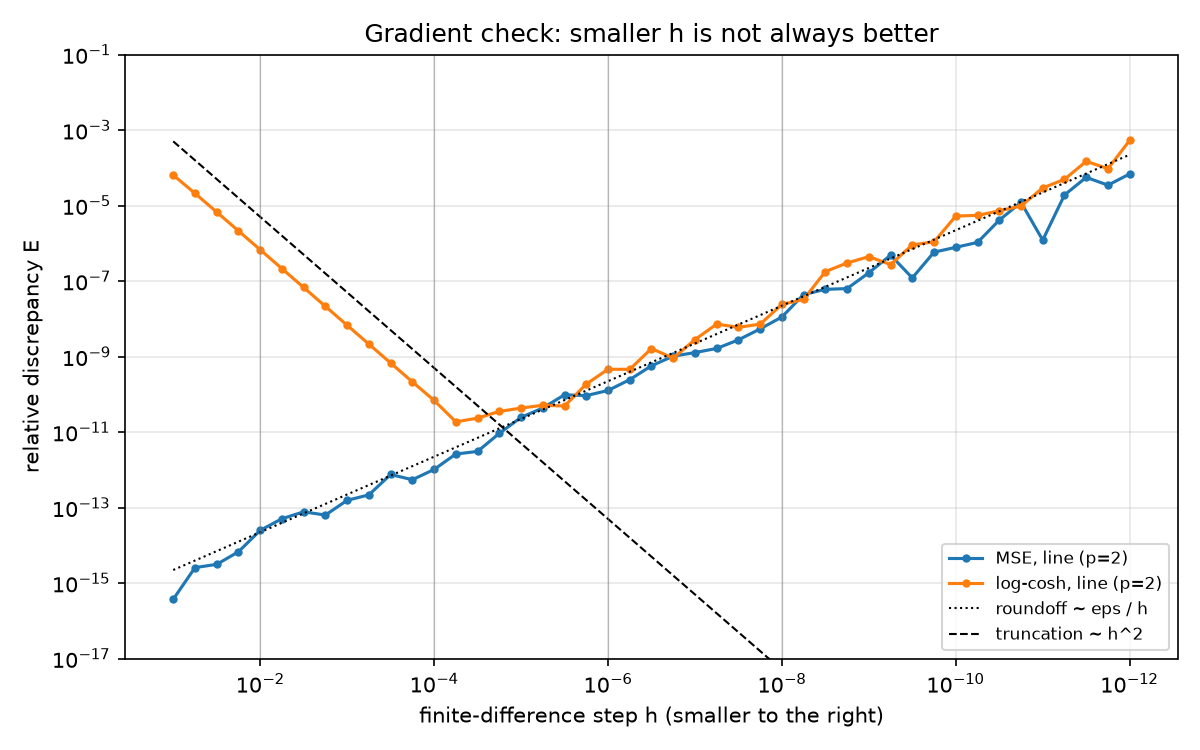 Gradient check: smaller h is not always better
relative discrepancy E
10⁻¹
10⁻³
10⁻⁵
10⁻⁷
10⁻⁹
10⁻¹¹
10⁻¹³
10⁻¹⁵
10⁻¹⁷
MSE, line (p=2)
log-cosh, line (p=2)
roundoff ~ eps / h
truncation ~ h^2
10⁻² 10⁻⁴ 10⁻⁶ 10⁻⁸ 10⁻¹⁰ 10⁻¹²
finite-difference step h (smaller to the right)